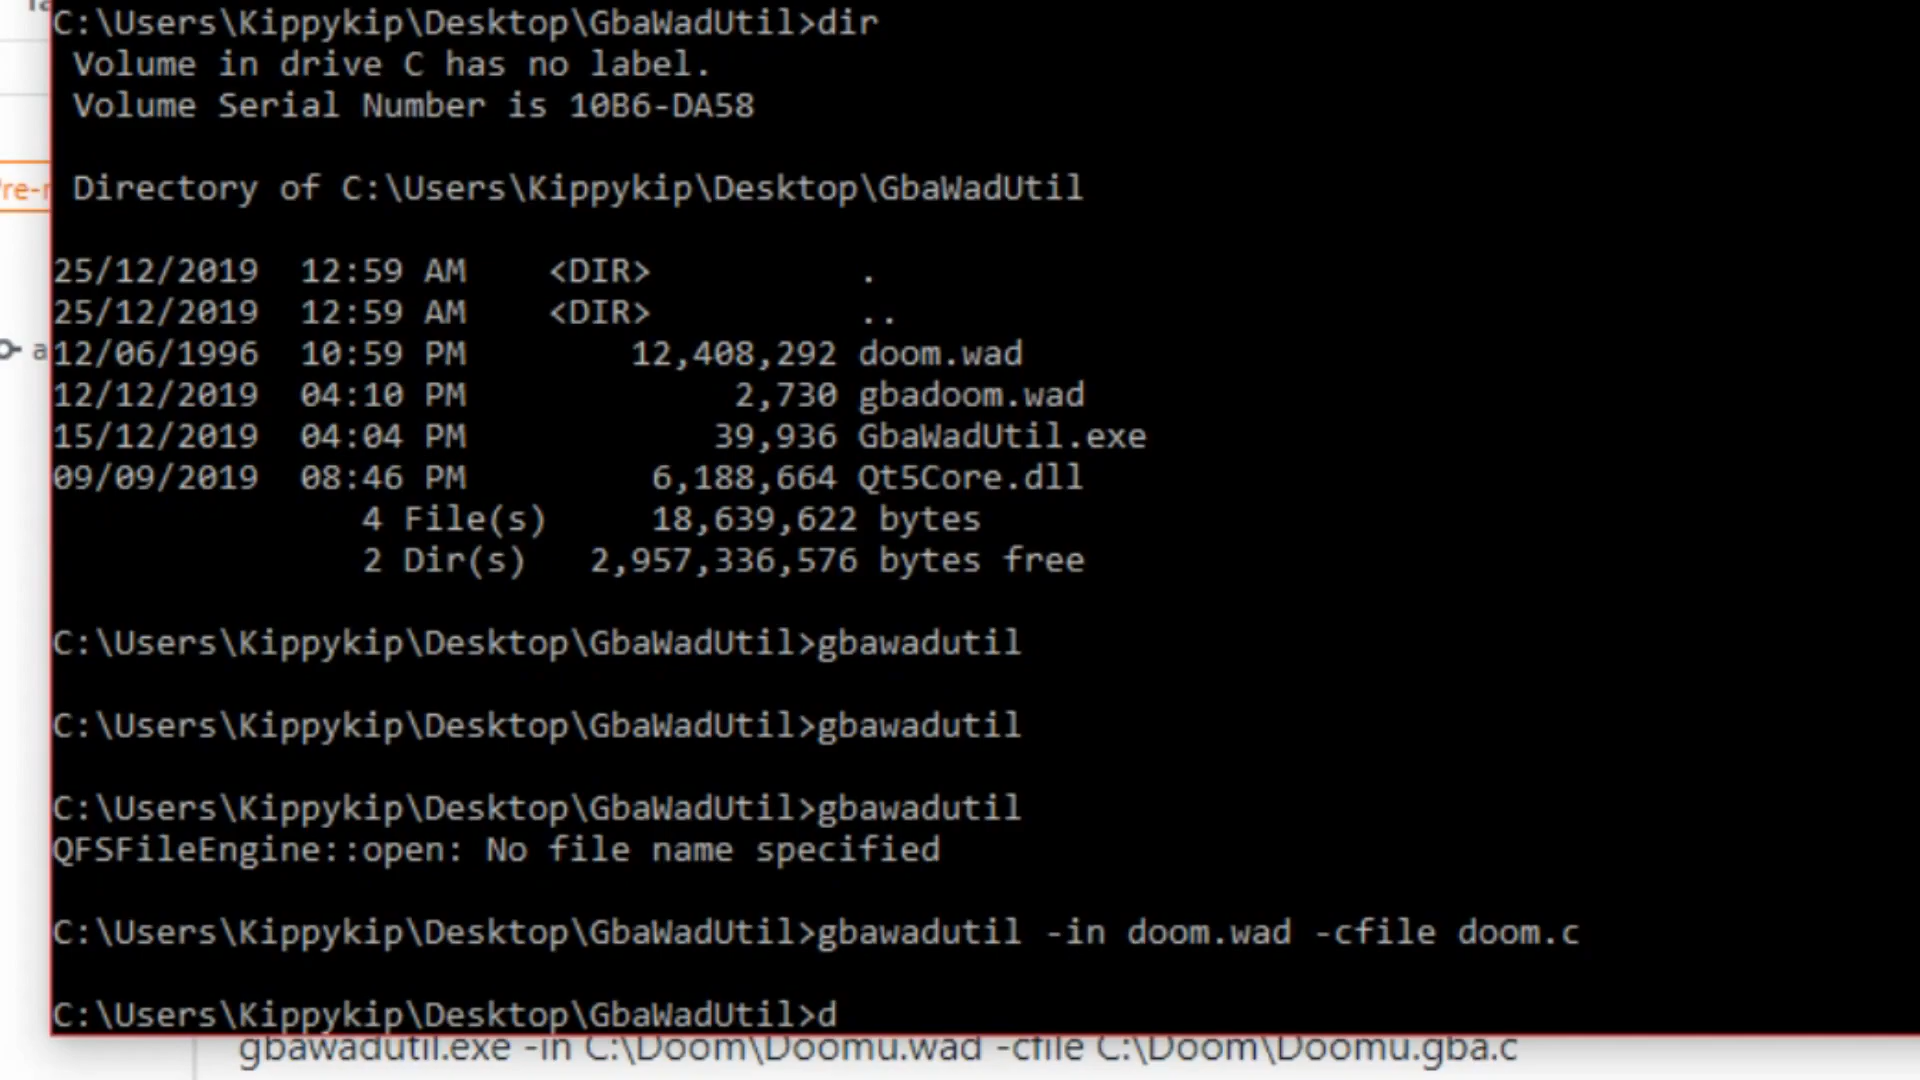 C:\Users\Kippykip\Desktop\GbaWadUtil>dir
Volume in drive C has no label.
Volume Serial Number is 10B6-DA58
Directory of C:\Users\Kippykip\Desktop\GbaWadUtil
25/12/2019  12:59 AM    <DIR>          .
25/12/2019  12:59 AM    <DIR>          ..
12/06/1996  10:59 PM        12,408,292 doom.wad
12/12/2019  04:10 PM             2,730 gbadoom.wad
15/12/2019  04:04 PM            39,936 GbaWadUtil.exe
09/09/2019  08:46 PM         6,188,664 Qt5Core.dll
4 File(s)     18,639,622 bytes
2 Dir(s)   2,957,336,576 bytes free
C:\Users\Kippykip\Desktop\GbaWadUtil>gbawadutil
C:\Users\Kippykip\Desktop\GbaWadUtil>gbawadutil
C:\Users\Kippykip\Desktop\GbaWadUtil>gbawadutil
QFSFileEngine::open: No file name specified
C:\Users\Kippykip\Desktop\GbaWadUtil>gbawadutil -in doom.wad -cfile doom.c
C:\Users\Kippykip\Desktop\GbaWadUtil>d
gbawadutil.exe -in C:\Doom\Doomu.wad -cfile C:\Doom\Doomu.gba.c